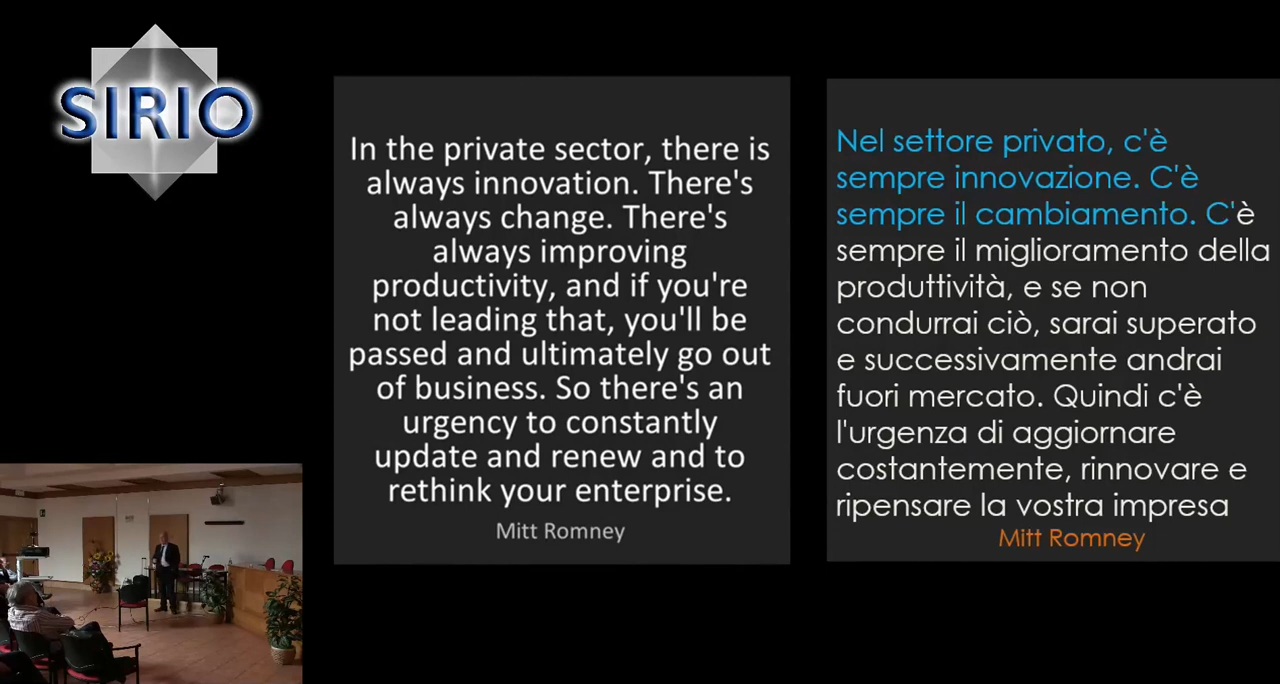 SIRIO
In the private sector, there is
always innovation. There's
always change. There's
always improving
productivity, and if you're
not leading that, you'll be
passed and ultimately go out
of business. So there's an
urgency to constantly
update and renew and to
rethink your enterprise.
Mitt Romney
Nel settore privato, c'è
sempre innovazione. C'è
sempre il cambiamento. C'è
sempre il miglioramento della
produttività, e se non
condurrai ciò, sarai superato
e successivamente andrai
fuori mercato. Quindi c'è
l'urgenza di aggiornare
costantemente, rinnovare e
ripensare la vostra impresa
Mitt Romney